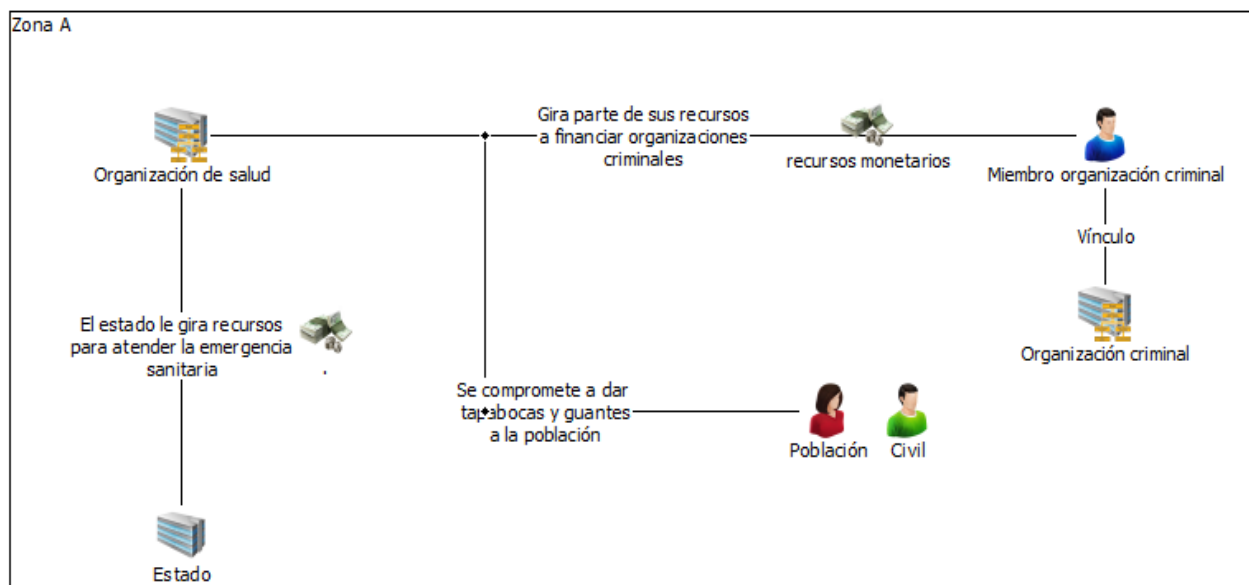 Zona A
Gira parte de sus recursos
a financiar organizaciones
criminales
recursos monetarios
Organización de salud
Miembro organización criminal
Vínculo
El estado le gira recursos
para atender la emergencia
sanitaria
.
Organización criminal
Se compromete a dar
tapabocas y guantes
a la población
Población
Civil
Estado